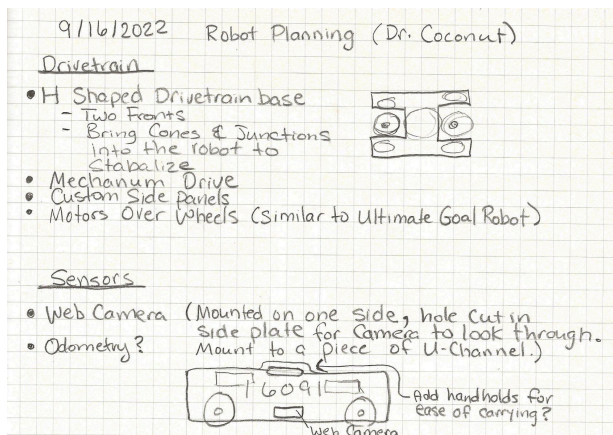 9/16/2022 Robot Planning (Dr. Coconut)
Drivetrain
• H Shaped Drivetrain base
- Two Fronts
- Bring Cones & Junctions
into the robot to
Stabalize
• Mechanum Drive
• Custom Side Panels
• Motors Over Wheels (Similar to Ultimate Goal Robot)
Sensors
• Web Camera (Mounted on one side, hole cut in
side plate for Camera to look through.
• Odometry? Mount to a piece of U-Channel.)
16091
Add handholds for
ease of carrying?
Web Camera